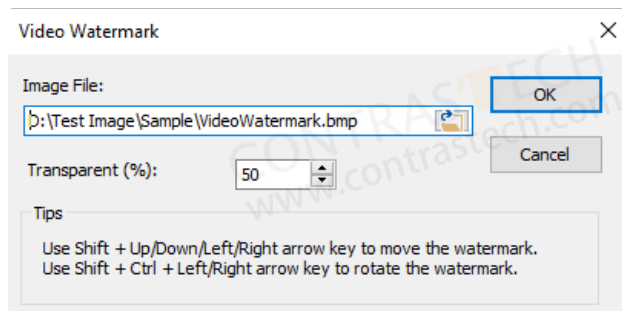 Video Watermark
Image File:
D:\Test Image\Sample\VideoWatermark.bmp
OK
Cancel
Transparent (%):
50
Tips
Use Shift + Up/Down/Left/Right arrow key to move the watermark.
Use Shift + Ctrl + Left/Right arrow key to rotate the watermark.
CONTRASTECH
www.contrastech.com